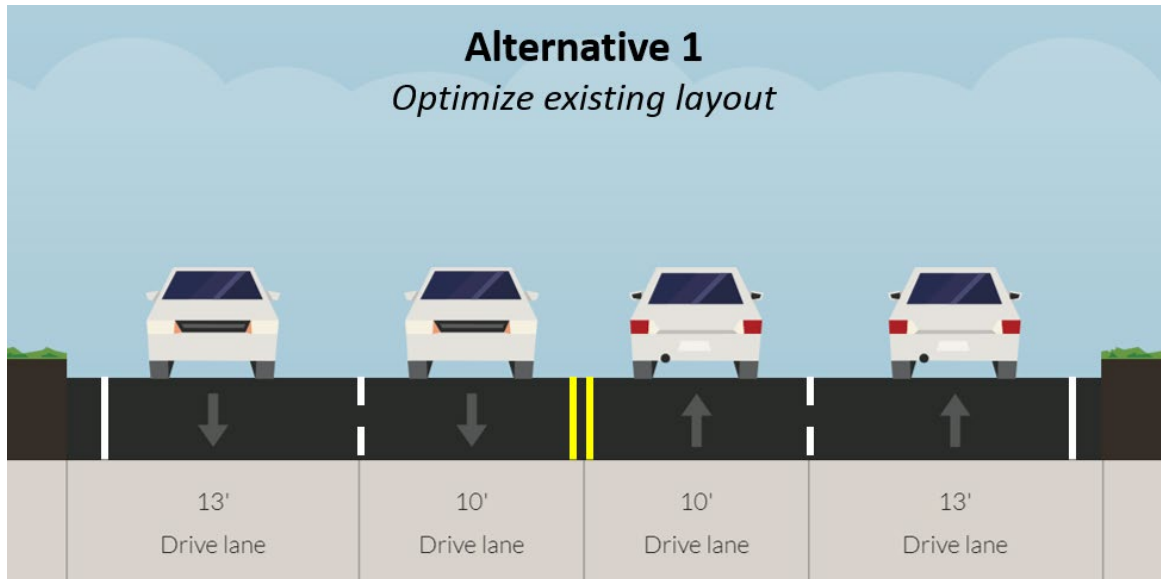 Alternative 1
Optimize existing layout
13' 10' 10' 13'
Drive lane Drive lane Drive lane Drive lane